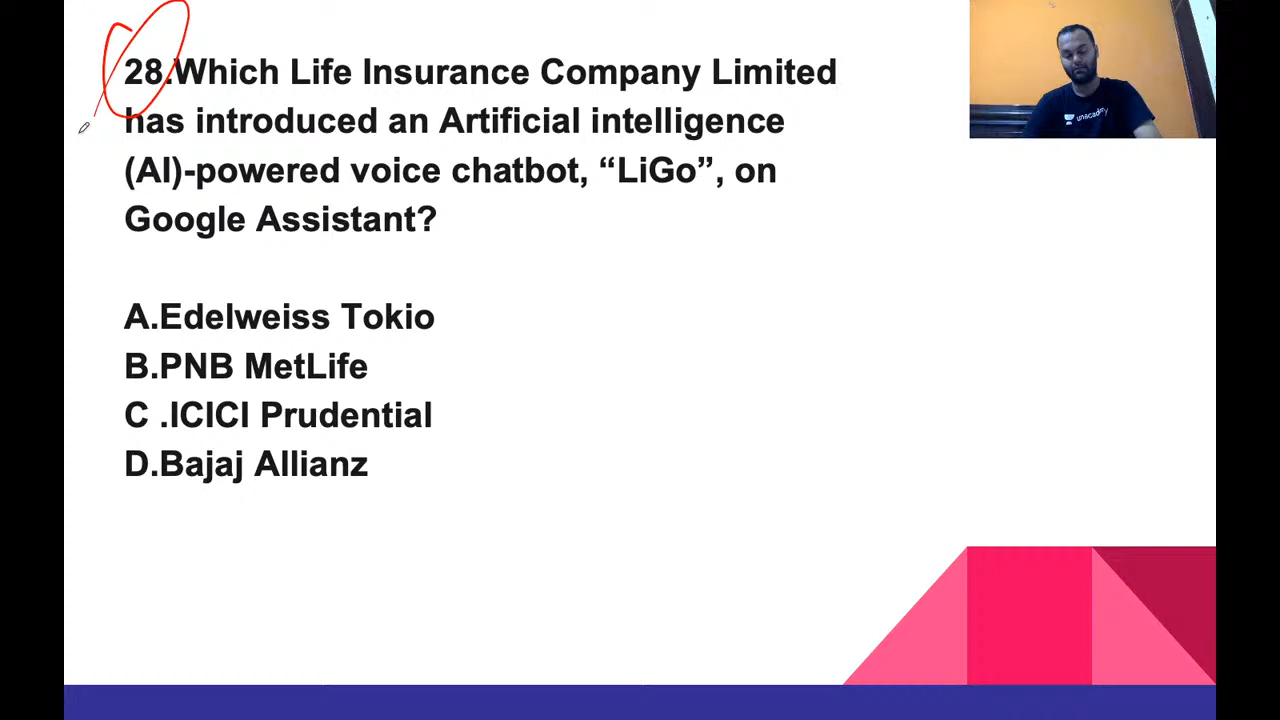 28.Which Life Insurance Company Limited
has introduced an Artificial intelligence
(AI)-powered voice chatbot, “LiGo”, on
Google Assistant?
A.Edelweiss Tokio
B.PNB MetLife
C .ICICI Prudential
D.Bajaj Allianz
unacademy